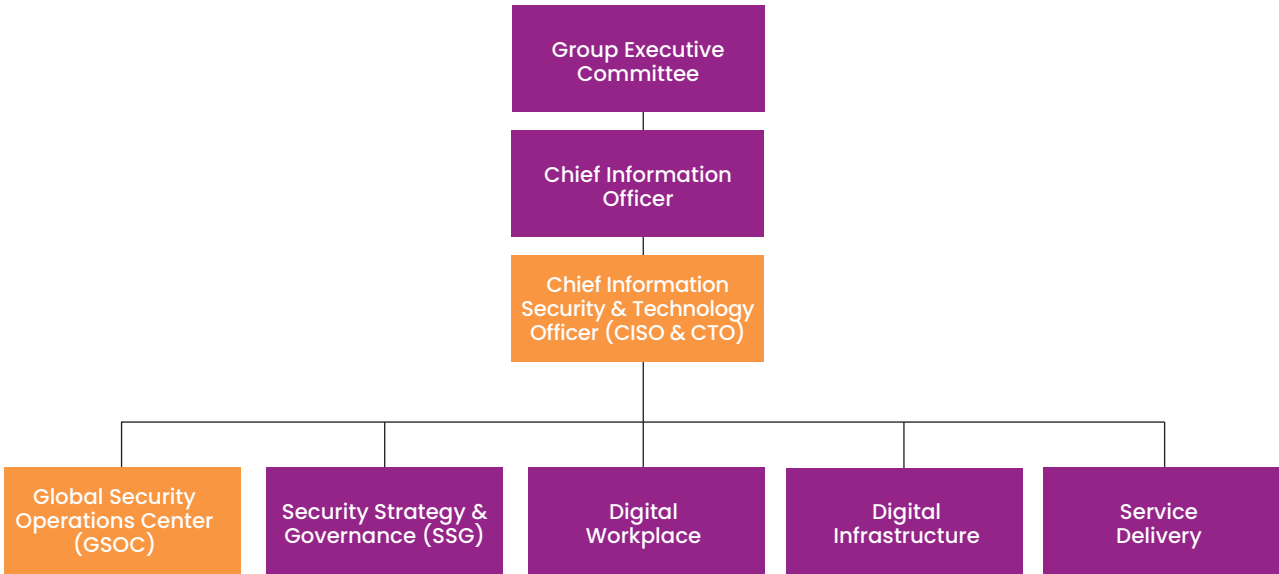 Group Executive
Committee
Chief Information
Officer
Chief Information
Security & Technology
Officer (CISO & CTO)
Global Security
Operations Center
(GSOC)
Security Strategy &
Governance (SSG)
Digital
Workplace
Digital
Infrastructure
Service
Delivery